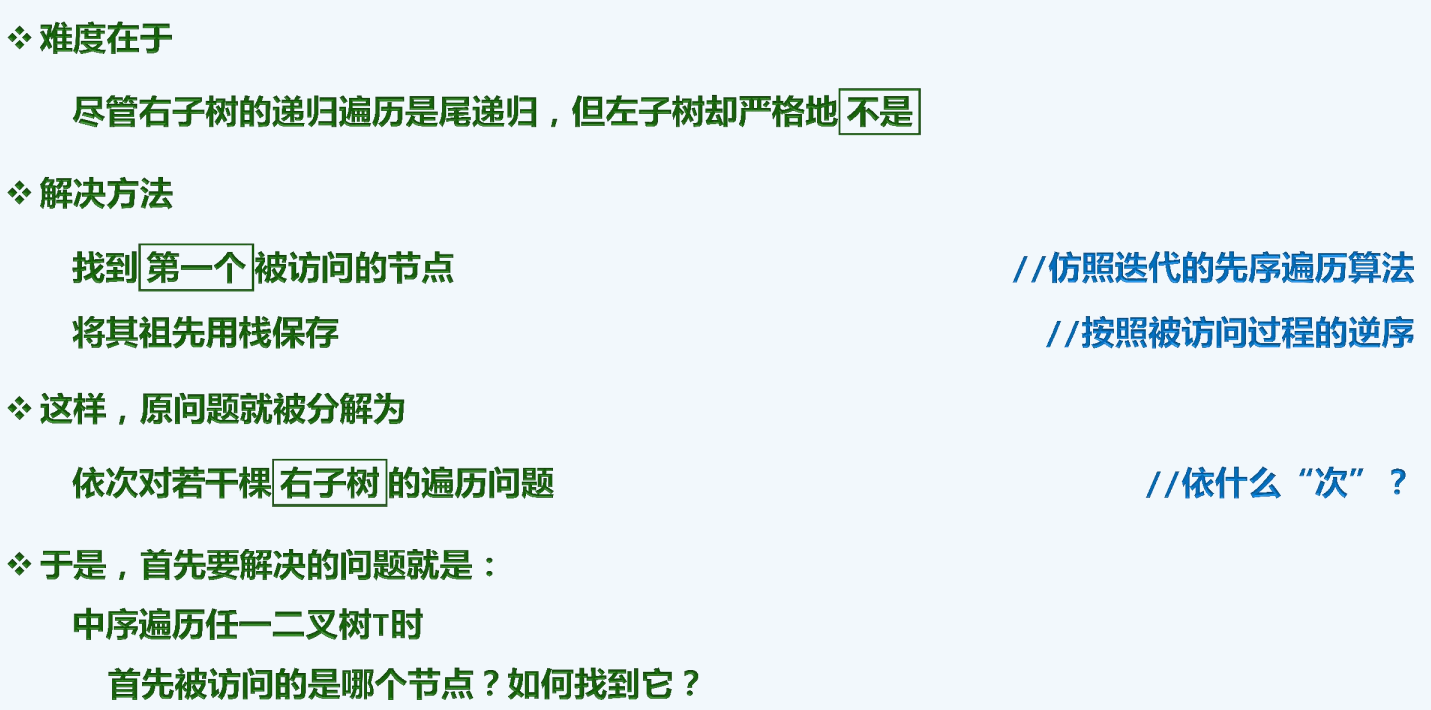 ❖ 难度在于
尽管右子树的递归遍历是尾递归，但左子树却严格地不是
❖ 解决方法
找到第一个被访问的节点 //仿照迭代的先序遍历算法
将其祖先用栈保存 //按照被访问过程的逆序
❖ 这样，原问题就被分解为
依次对若干棵右子树的遍历问题 //依什么“次”？
❖ 于是，首先要解决的问题就是：
中序遍历任一二叉树T时
首先被访问的是哪个节点？如何找到它？